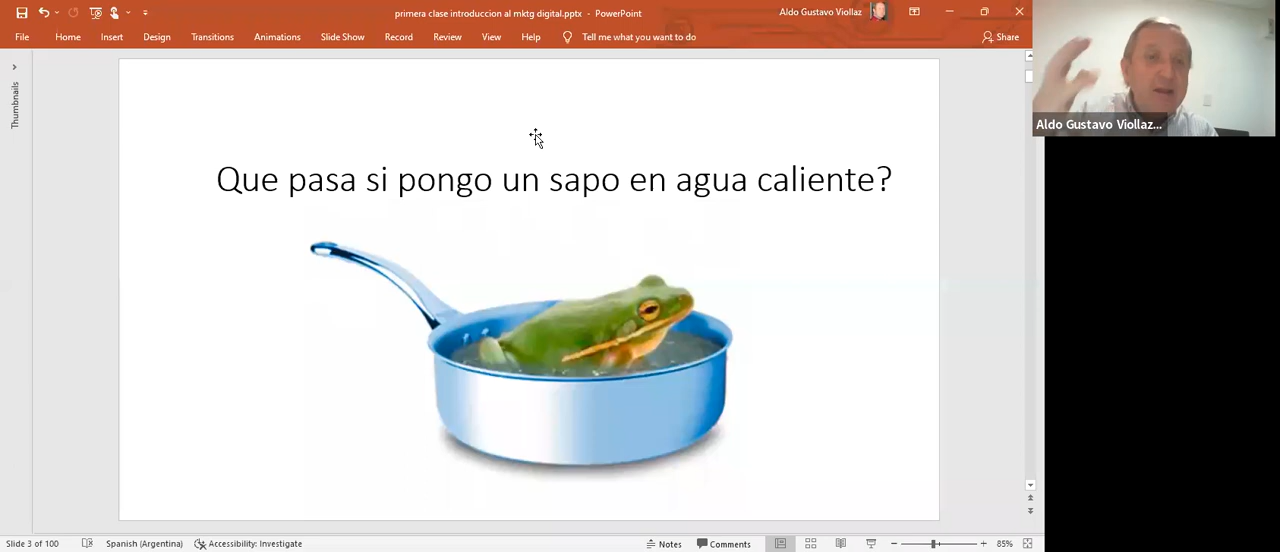 primera clase introduccion al mktg digital.pptx - PowerPoint
Aldo Gustavo Viollaz
File Home Insert Design Transitions Animations Slide Show Record Review View Help Tell me what you want to do Share
Thumbnails
Aldo Gustavo Viollaz...
Que pasa si pongo un sapo en agua caliente?
Slide 3 of 100 Spanish (Argentina) Accessibility: Investigate Notes Comments 85%